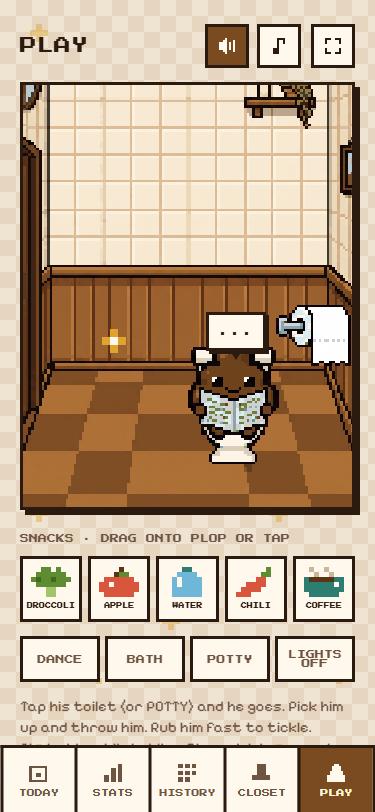 PLAY
...
SNACKS · DRAG ONTO PLOP OR TAP
BROCCOLI
APPLE
WATER
CHILI
COFFEE
DANCE
BATH
POTTY
LIGHTS
OFF
Tap his toilet (or POTTY) and he goes. Pick him
up and throw him. Rub him fast to tickle.
TODAY
STATS
HISTORY
CLOSET
PLAY